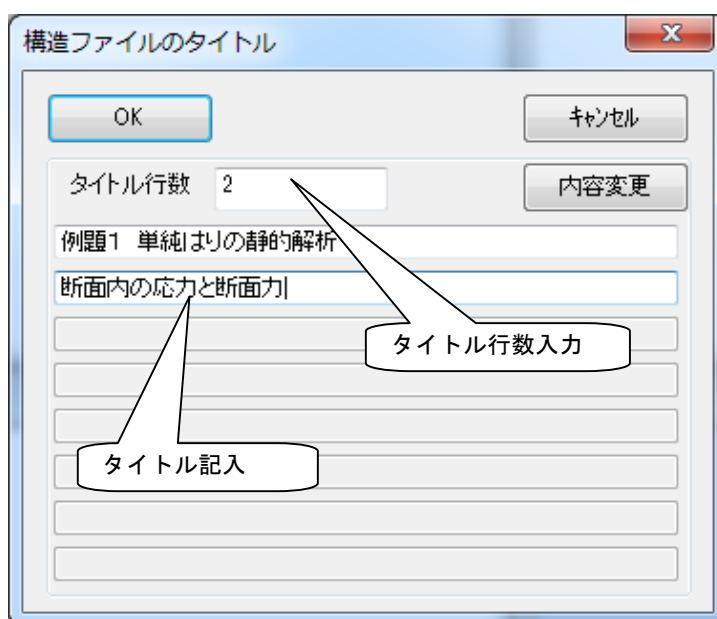 構造ファイルのタイトル
OK
キャンセル
タイトル行数 2
内容変更
例題1 単純はりの静的解析
断面内の応力と断面力
タイトル行数入力
タイトル記入